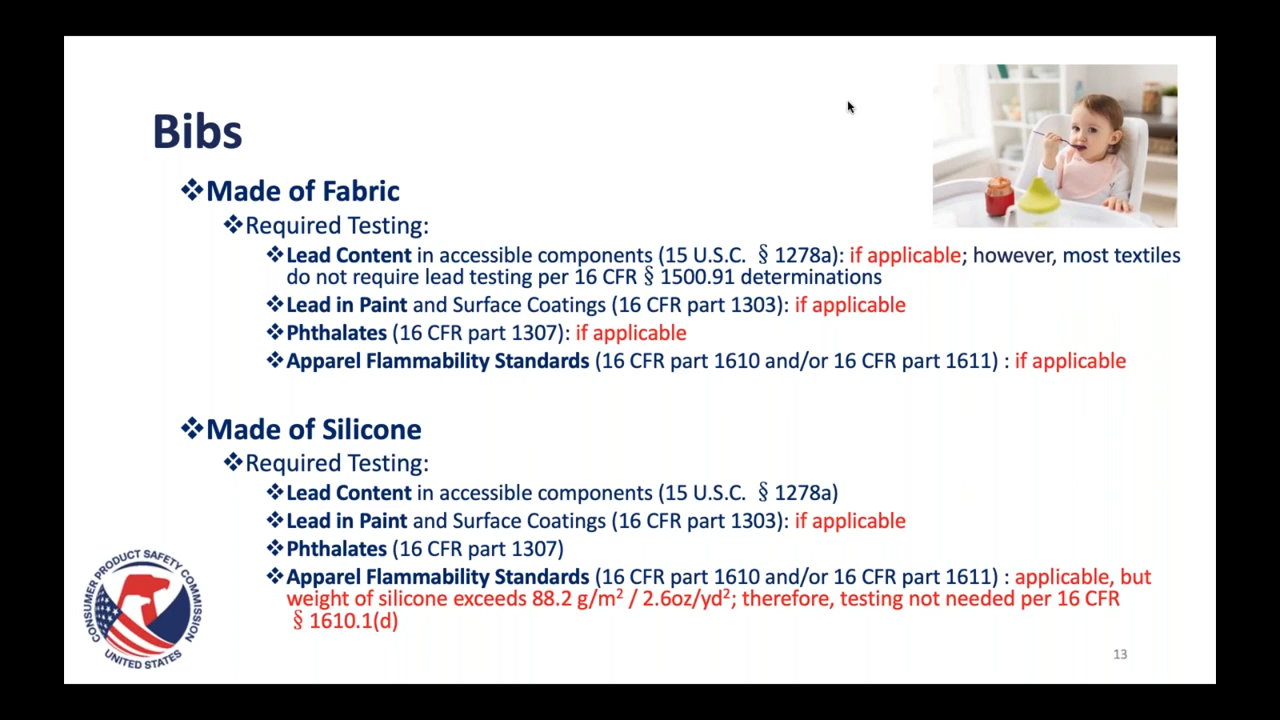 Bibs
❖Made of Fabric
❖Required Testing:
❖Lead Content in accessible components (15 U.S.C. § 1278a): if applicable; however, most textiles
do not require lead testing per 16 CFR § 1500.91 determinations
❖Lead in Paint and Surface Coatings (16 CFR part 1303): if applicable
❖Phthalates (16 CFR part 1307): if applicable
❖Apparel Flammability Standards (16 CFR part 1610 and/or 16 CFR part 1611) : if applicable
❖Made of Silicone
❖Required Testing:
❖Lead Content in accessible components (15 U.S.C. § 1278a)
❖Lead in Paint and Surface Coatings (16 CFR part 1303): if applicable
❖Phthalates (16 CFR part 1307)
❖Apparel Flammability Standards (16 CFR part 1610 and/or 16 CFR part 1611) : applicable, but
weight of silicone exceeds 88.2 g/m² / 2.6oz/yd²; therefore, testing not needed per 16 CFR
§ 1610.1(d)
CONSUMER PRODUCT SAFETY COMMISSION
UNITED STATES
13